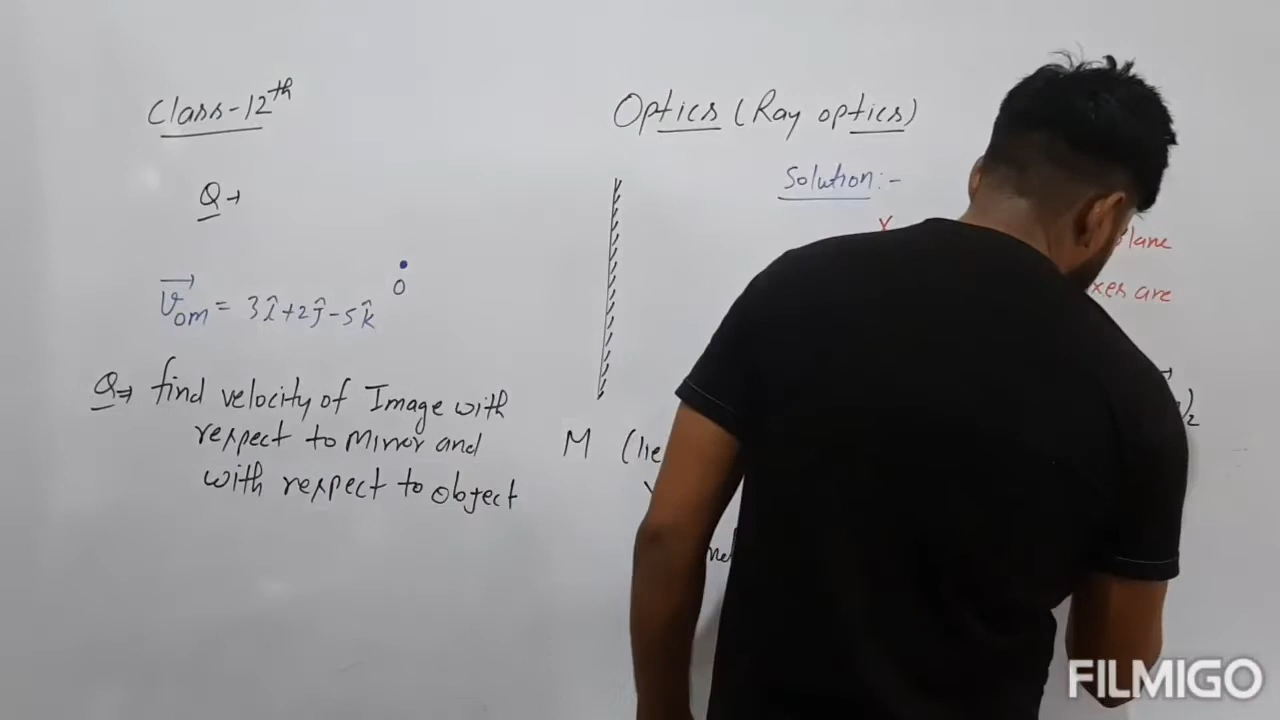 Class-12th
Optics (Ray optics)
Q→
Solution:-
O
v⃗om = 3î+2ĵ-5k̂
Q⇒ find velocity of Image with
respect to Mirror and
with respect to object
M
are
FILMIGO